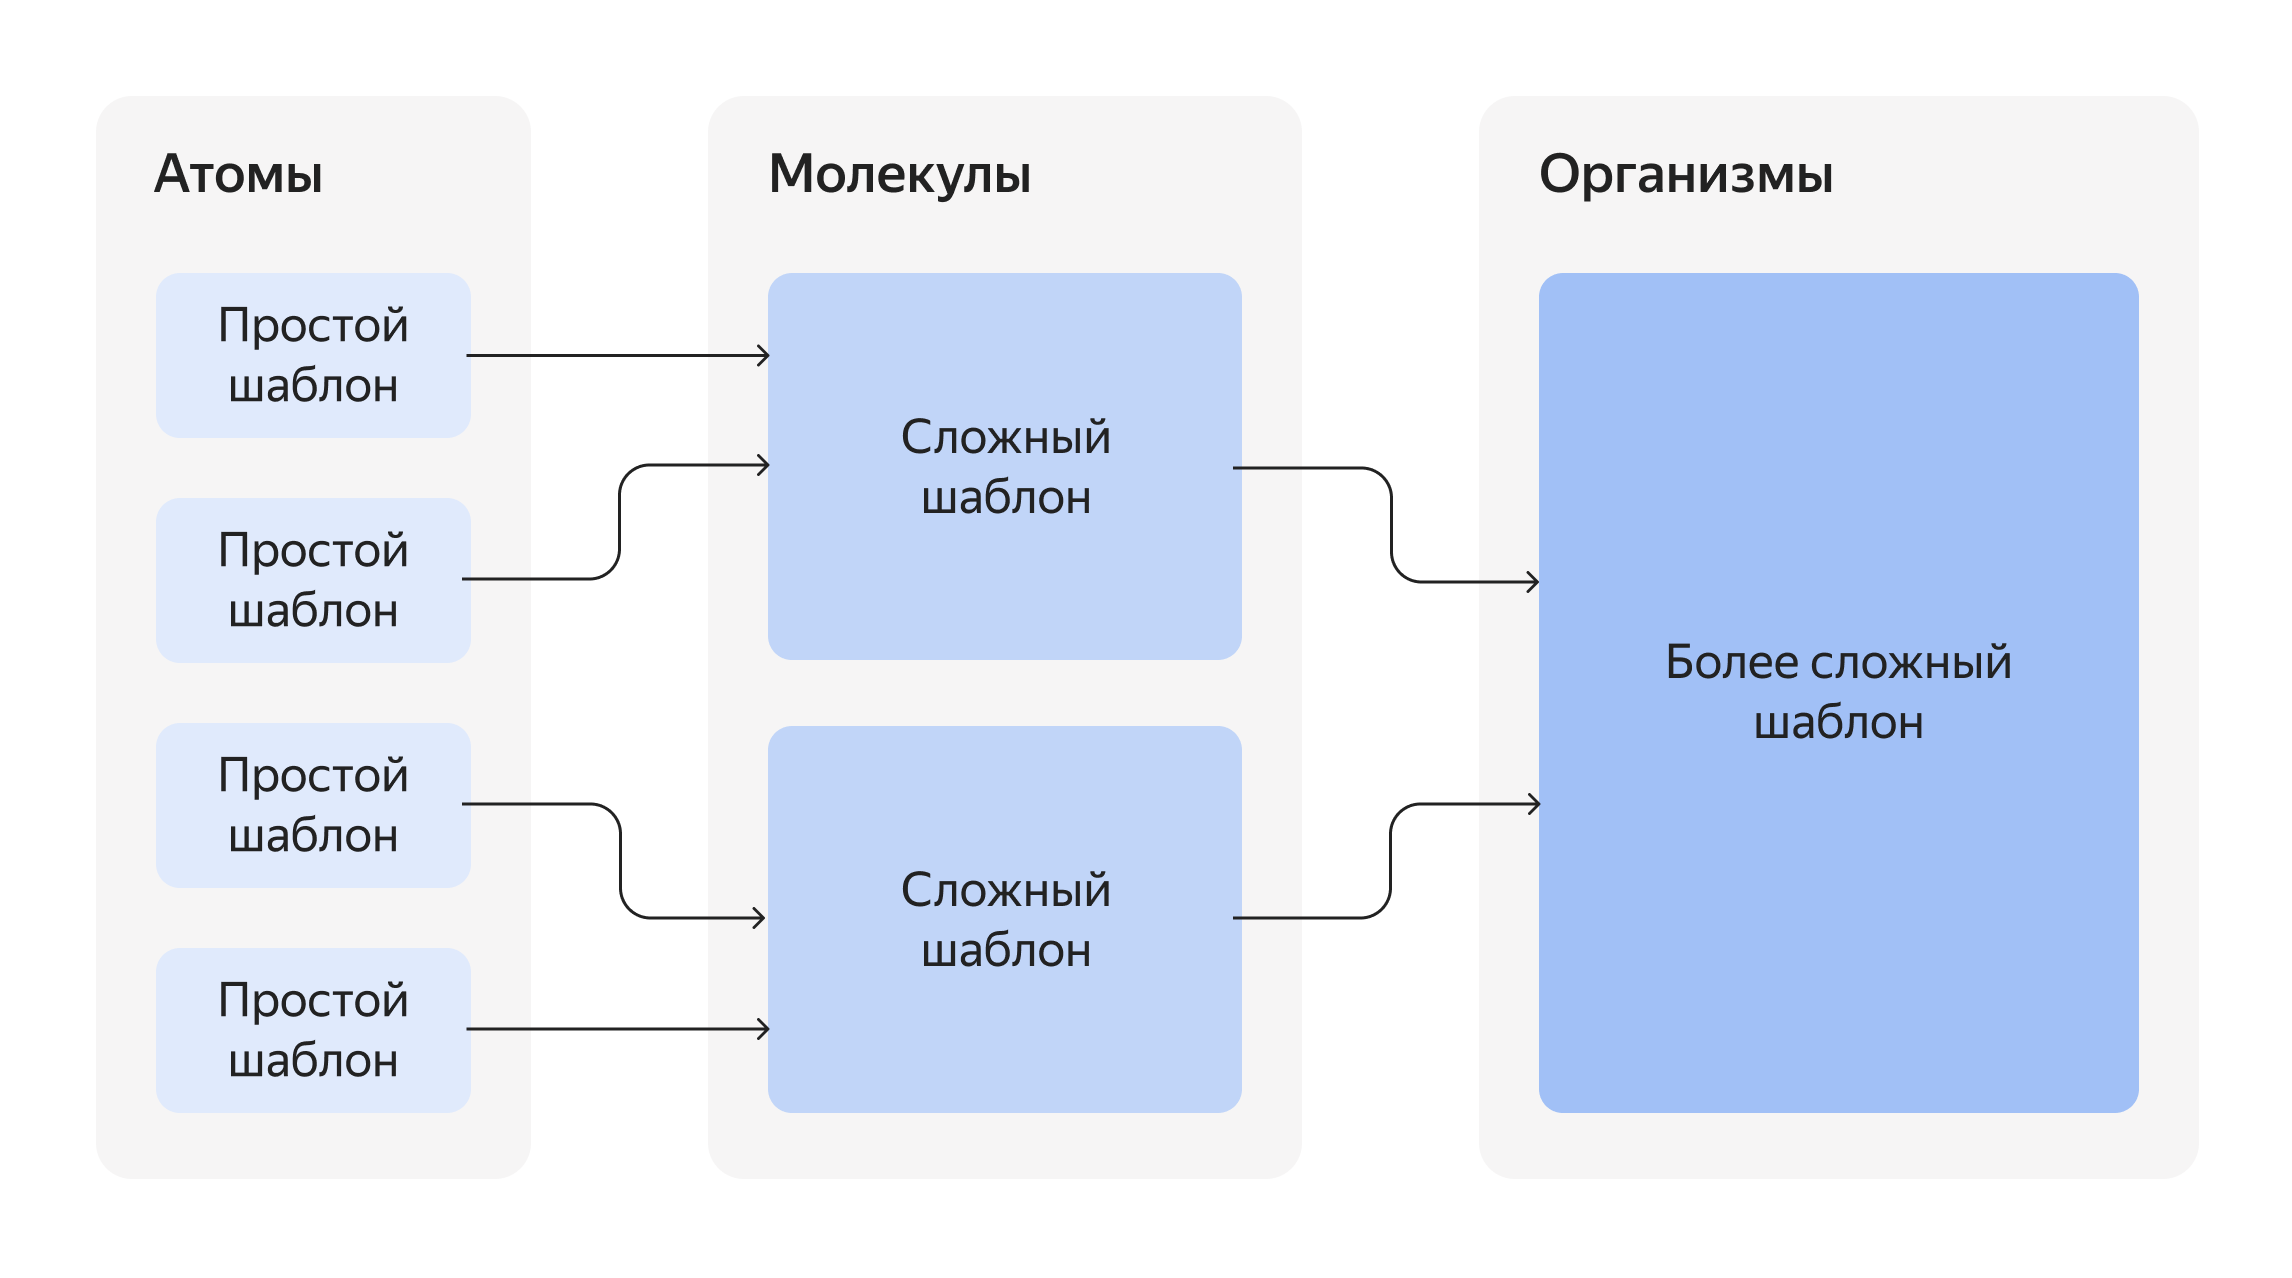 Атомы
Простой
шаблон
Простой
шаблон
Простой
шаблон
Простой
шаблон
Молекулы
Сложный
шаблон
Сложный
шаблон
Организмы
Более сложный
шаблон